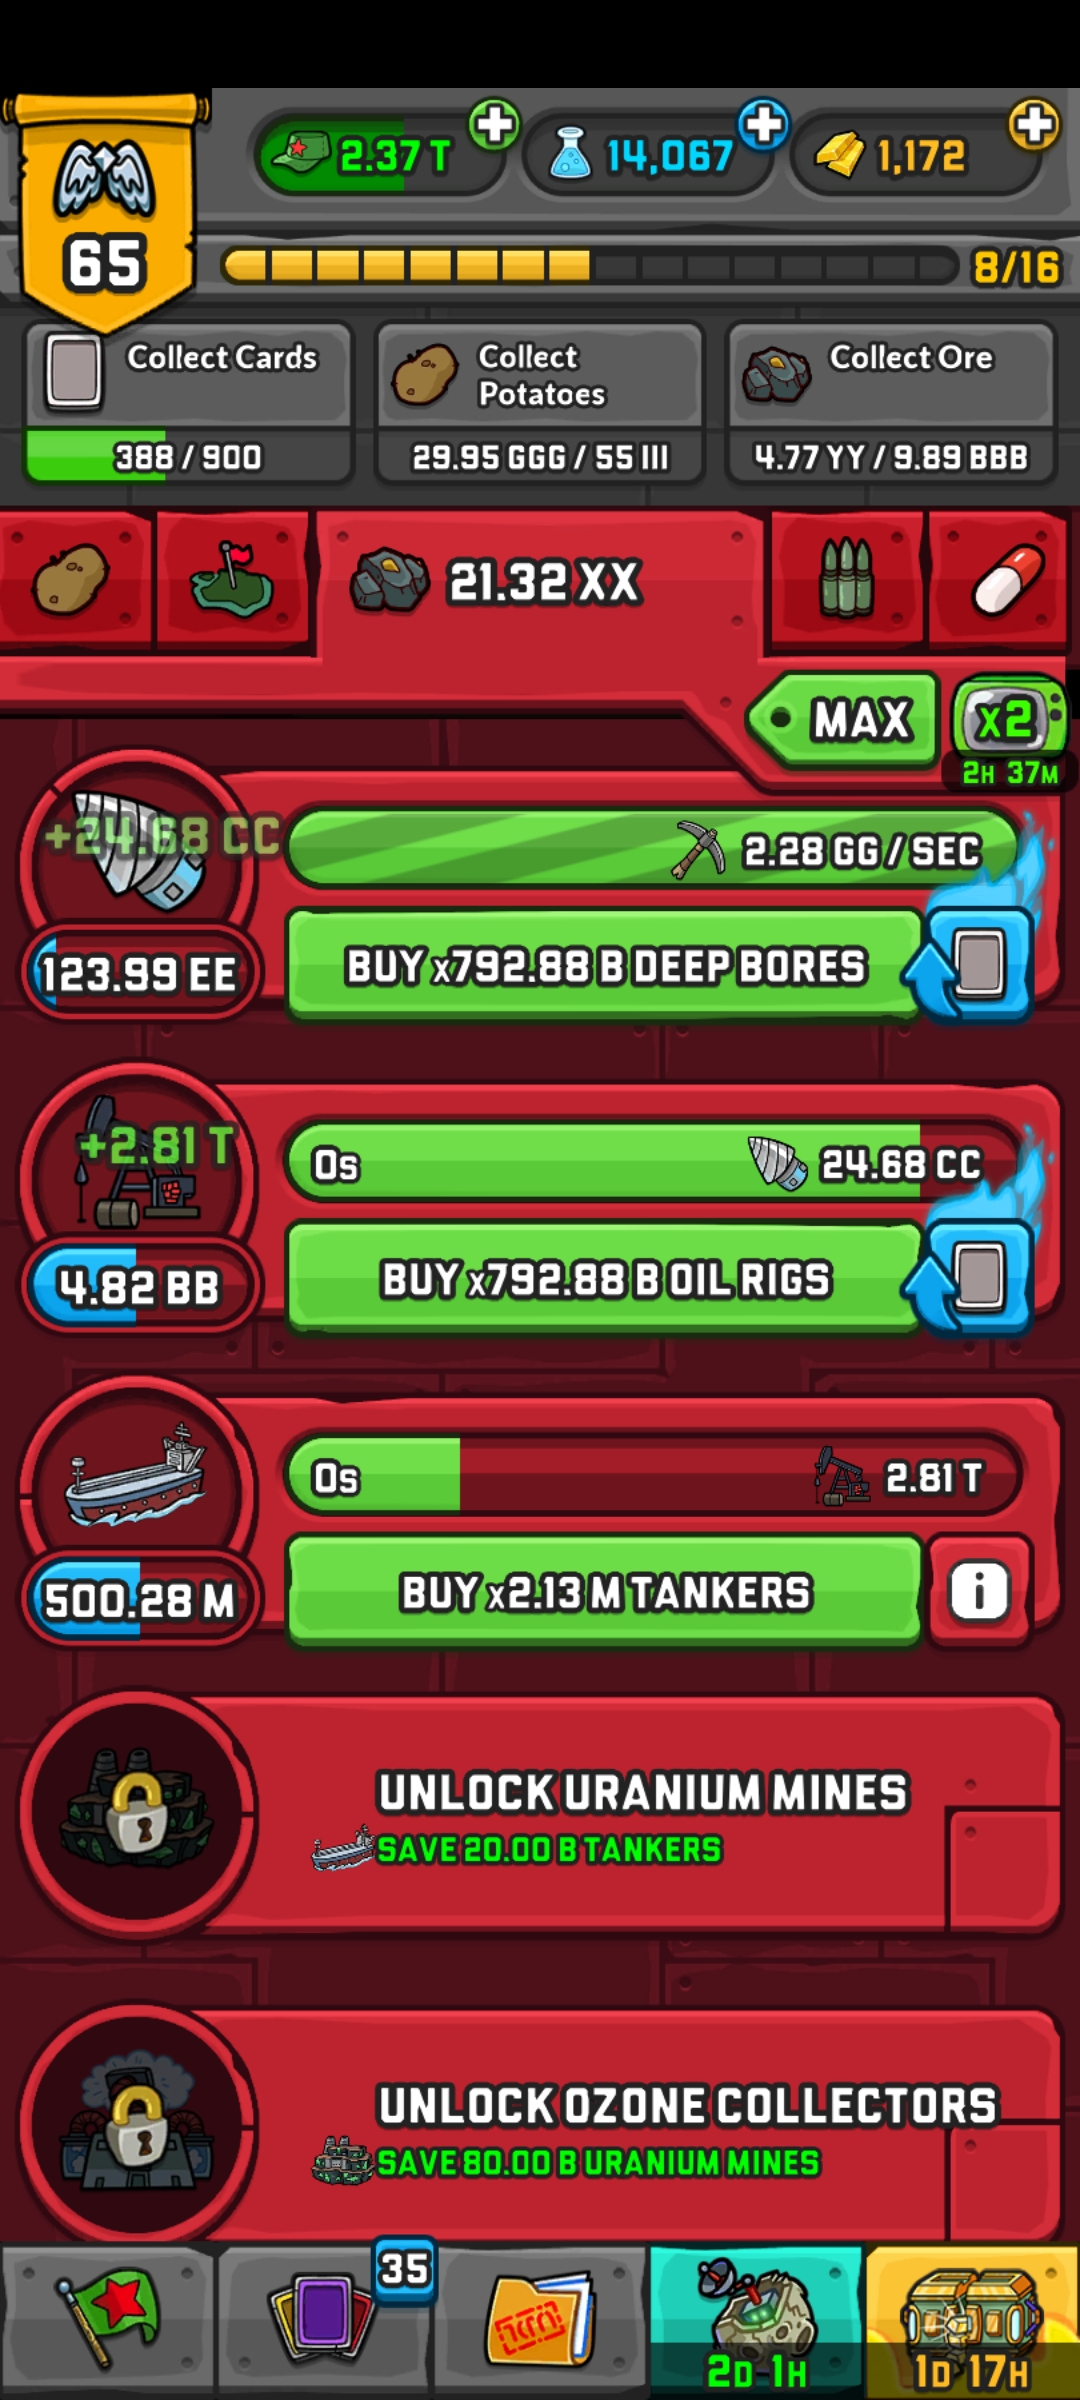 2.37 T
14,067
1,172
65
8/16
Collect Cards
388 / 900
Collect
Potatoes
29.95 GGG / 55 III
Collect Ore
4.77 YY / 9.89 BBB
21.32 XX
MAX
x2
2H 37M
+24.68 CC
2.28 GG / SEC
123.99 EE
BUY x792.88 B DEEP BORES
+2.81 T
0s
24.68 CC
4.82 BB
BUY x792.88 B OIL RIGS
0s
2.81 T
500.28 M
BUY x2.13 M TANKERS
i
UNLOCK URANIUM MINES
SAVE 20.00 B TANKERS
UNLOCK OZONE COLLECTORS
SAVE 80.00 B URANIUM MINES
35
2D 1H
1D 17H